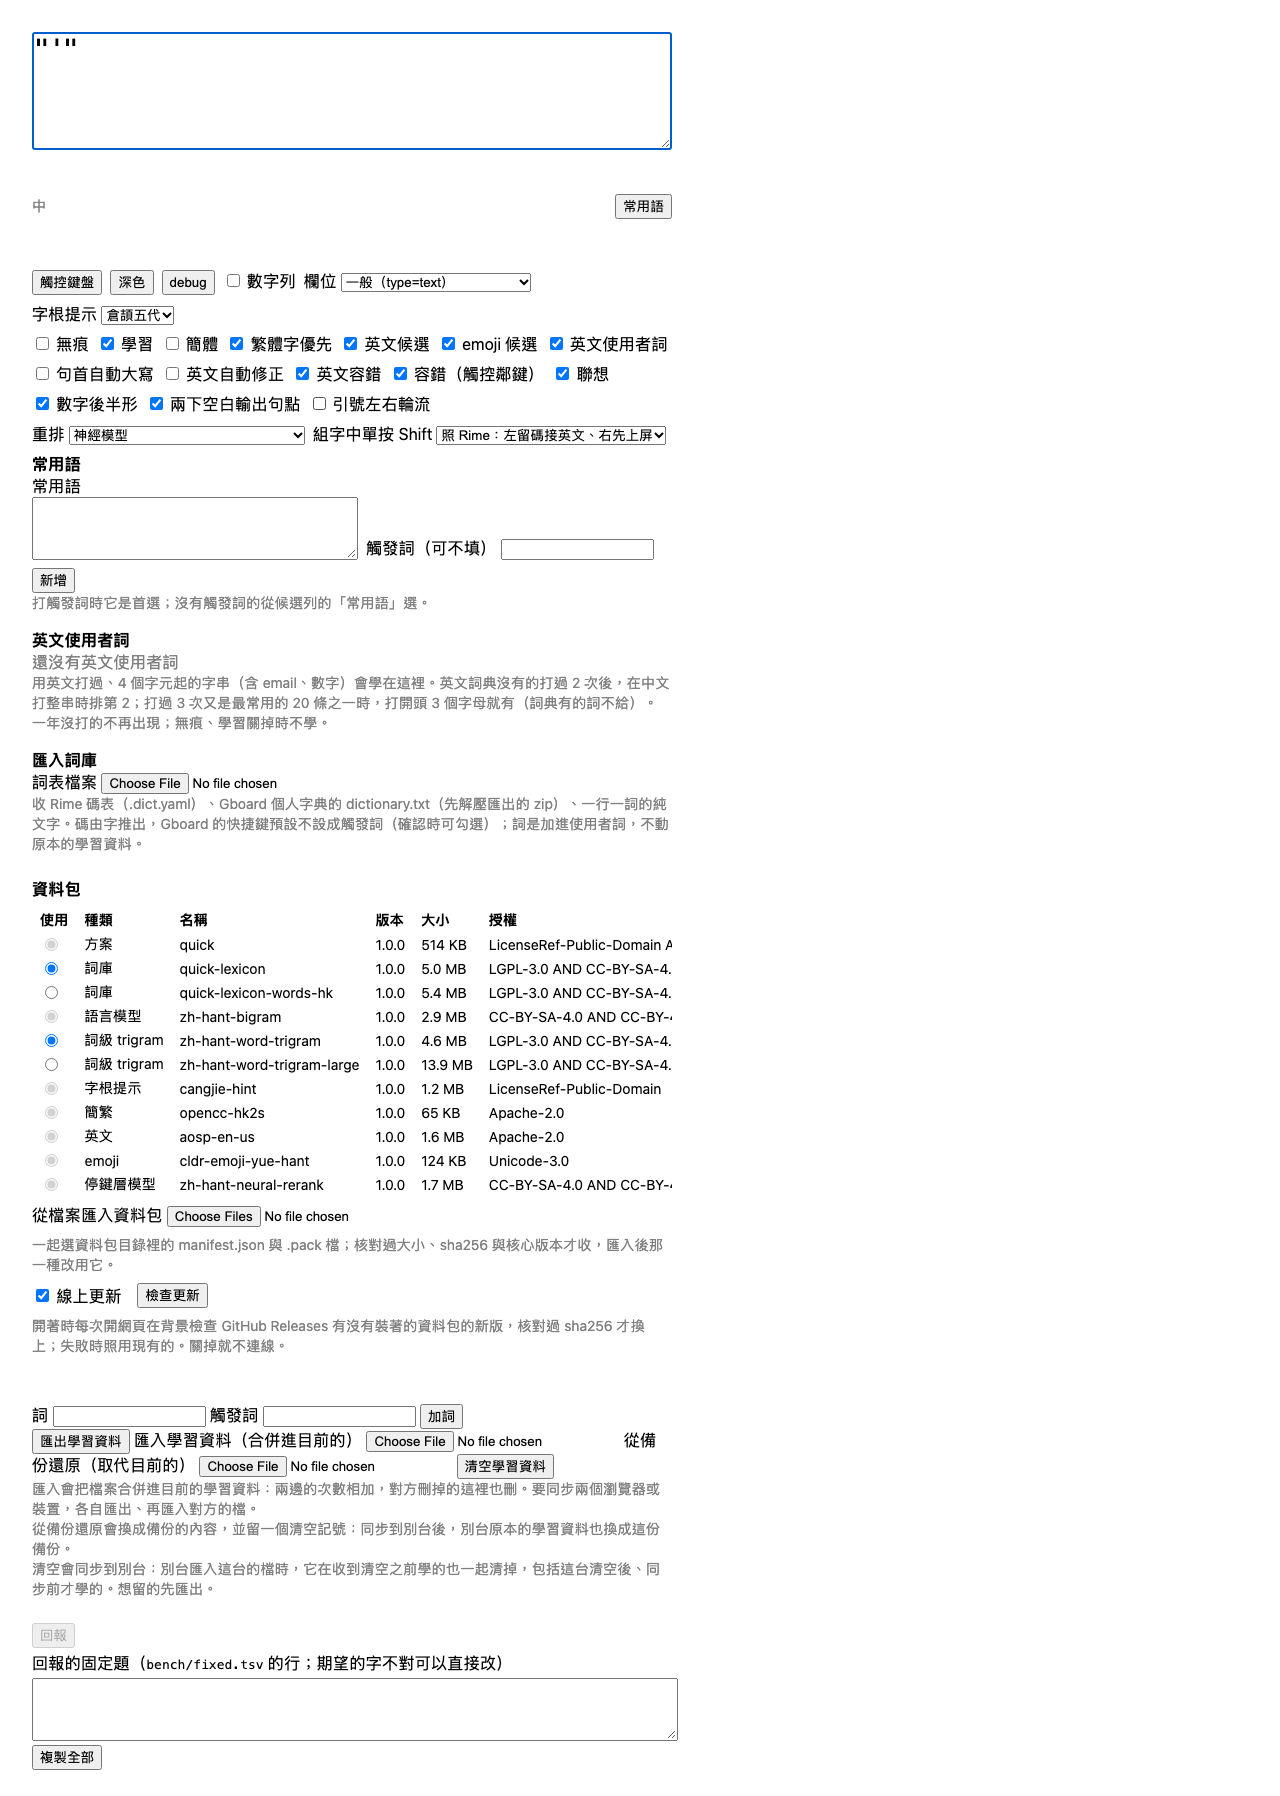 "'"
中 常用語
觸控鍵盤 深色 debug 數字列 欄位 一般（type=text）
字根提示 倉頡五代
無痕 學習 簡體 繁體字優先 英文候選 emoji 候選 英文使用者詞
句首自動大寫 英文自動修正 英文容錯 容錯（觸控鄰鍵） 聯想
數字後半形 兩下空白輸出句點 引號左右輪流
重排 神經模型 組字中單按 Shift 照 Rime：左留碼接英文、右先上屏
常用語
常用語
觸發詞（可不填）
新增
打觸發詞時它是首選；沒有觸發詞的從候選列的「常用語」選。
英文使用者詞
還沒有英文使用者詞
用英文打過、4 個字元起的字串（含 email、數字）會學在這裡。英文詞典沒有的打過 2 次後，在中文
打整串時排第 2；打過 3 次又是最常用的 20 條之一時，打開頭 3 個字母就有（詞典有的詞不給）。
一年沒打的不再出現；無痕、學習關掉時不學。
匯入詞庫
詞表檔案 Choose File No file chosen
收 Rime 碼表（.dict.yaml）、Gboard 個人字典的 dictionary.txt（先解壓匯出的 zip）、一行一詞的純
文字。碼由字推出，Gboard 的快捷鍵預設不設成觸發詞（確認時可勾選）；詞是加進使用者詞，不動
原本的學習資料。
資料包
使用 種類 名稱 版本 大小 授權
方案 quick 1.0.0 514 KB LicenseRef-Public-Domain A
詞庫 quick-lexicon 1.0.0 5.0 MB LGPL-3.0 AND CC-BY-SA-4.
詞庫 quick-lexicon-words-hk 1.0.0 5.4 MB LGPL-3.0 AND CC-BY-SA-4.
語言模型 zh-hant-bigram 1.0.0 2.9 MB CC-BY-SA-4.0 AND CC-BY-
詞級 trigram zh-hant-word-trigram 1.0.0 4.6 MB LGPL-3.0 AND CC-BY-SA-4.
詞級 trigram zh-hant-word-trigram-large 1.0.0 13.9 MB LGPL-3.0 AND CC-BY-SA-4.
字根提示 cangjie-hint 1.0.0 1.2 MB LicenseRef-Public-Domain
簡繁 opencc-hk2s 1.0.0 65 KB Apache-2.0
英文 aosp-en-us 1.0.0 1.6 MB Apache-2.0
emoji cldr-emoji-yue-hant 1.0.0 124 KB Unicode-3.0
停鍵層模型 zh-hant-neural-rerank 1.0.0 1.7 MB CC-BY-SA-4.0 AND CC-BY-
從檔案匯入資料包 Choose Files No file chosen
一起選資料包目錄裡的 manifest.json 與 .pack 檔；核對過大小、sha256 與核心版本才收，匯入後那
一種改用它。
線上更新 檢查更新
開著時每次開網頁在背景檢查 GitHub Releases 有沒有裝著的資料包的新版，核對過 sha256 才換
上；失敗時照用現有的。關掉就不連線。
詞 觸發詞 加詞
匯出學習資料 匯入學習資料（合併進目前的） Choose File No file chosen 從備
份還原（取代目前的） Choose File No file chosen 清空學習資料
匯入會把檔案合併進目前的學習資料：兩邊的次數相加，對方刪掉的這裡也刪。要同步兩個瀏覽器或
裝置，各自匯出、再匯入對方的檔。
從備份還原會換成備份的內容，並留一個清空記號：同步到別台後，別台原本的學習資料也換成這份
備份。
清空會同步到別台：別台匯入這台的檔時，它在收到清空之前學的也一起清掉，包括這台清空後、同
步前才學的。想留的先匯出。
回報
回報的固定題（bench/fixed.tsv 的行；期望的字不對可以直接改）
複製全部